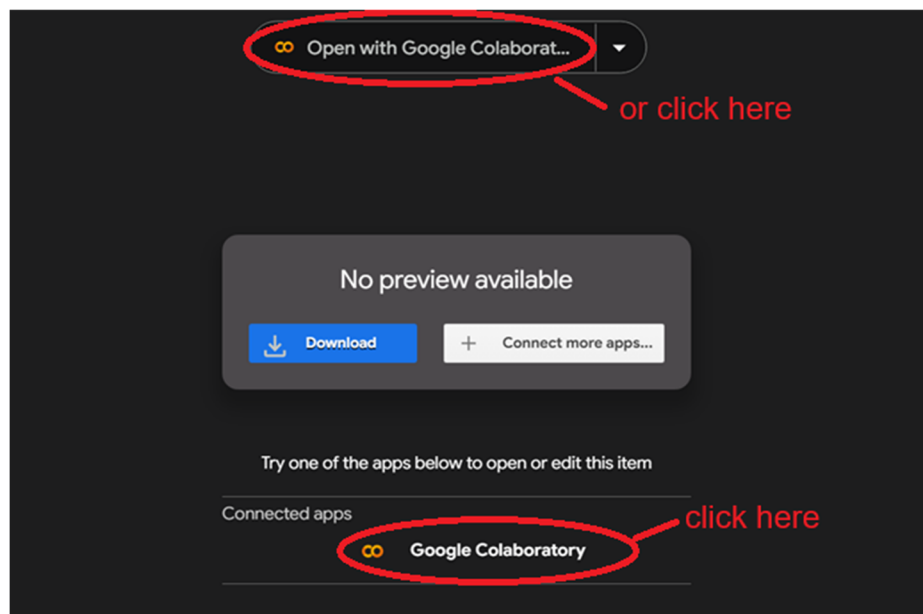 Open with Google Colaborat...
or click here
No preview available
Download
Connect more apps...
Try one of the apps below to open or edit this item
Connected apps
click here
Google Colaboratory